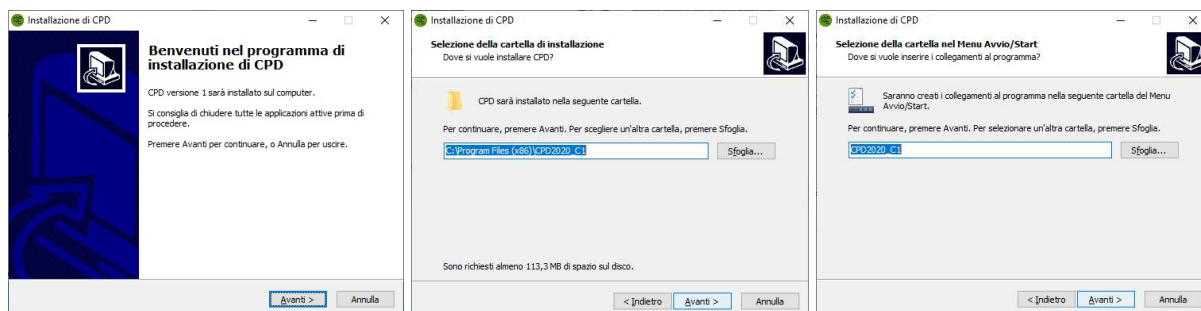 Installazione di CPD
Benvenuti nel programma di
installazione di CPD
CPD versione 1 sarà installato sul computer.
Si consiglia di chiudere tutte le applicazioni attive prima di
procedere.
Premere Avanti per continuare, o Annulla per uscire.
Avanti >
Annulla
Installazione di CPD
Selezione della cartella di installazione
Dove si vuole installare CPD?
CPD sarà installato nella seguente cartella.
Per continuare, premere Avanti. Per scegliere un'altra cartella, premere Sfoglia.
C:\Program Files (x86)\CPD2020_C1
Sfoglia...
Sono richiesti almeno 113,3 MB di spazio sul disco.
< Indietro
Avanti >
Annulla
Installazione di CPD
Selezione della cartella nel Menu Avvio/Start
Dove si vuole inserire i collegamenti al programma?
Saranno creati i collegamenti al programma nella seguente cartella del Menu
Avvio/Start.
Per continuare, premere Avanti. Per selezionare un'altra cartella, premere Sfoglia.
CPD2020_C1
Sfoglia...
< Indietro
Avanti >
Annulla